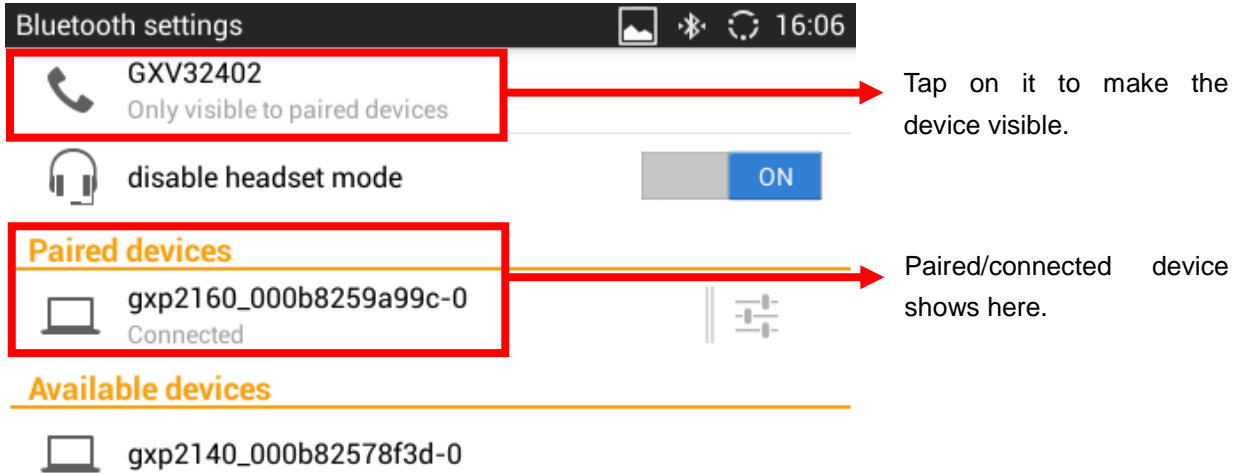 Bluetooth settings 16:06
GXV32402
Only visible to paired devices
Tap on it to make the
device visible.
disable headset mode ON
Paired devices
gxp2160_000b8259a99c-0
Connected
Paired/connected device
shows here.
Available devices
gxp2140_000b82578f3d-0